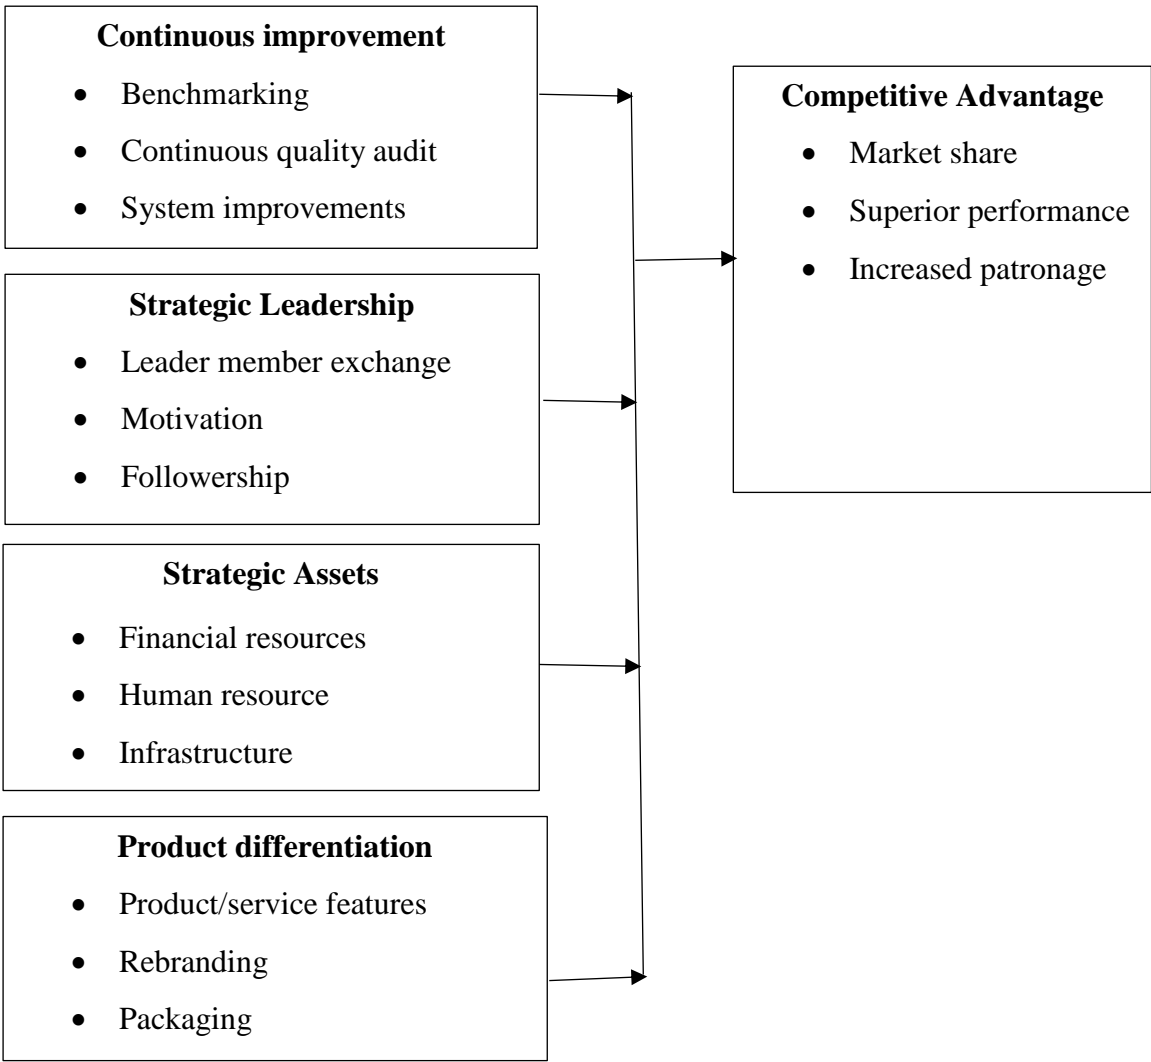 Continuous improvement
• Benchmarking
• Continuous quality audit
• System improvements
Strategic Leadership
• Leader member exchange
• Motivation
• Followership
Strategic Assets
• Financial resources
• Human resource
• Infrastructure
Product differentiation
• Product/service features
• Rebranding
• Packaging
Competitive Advantage
• Market share
• Superior performance
• Increased patronage